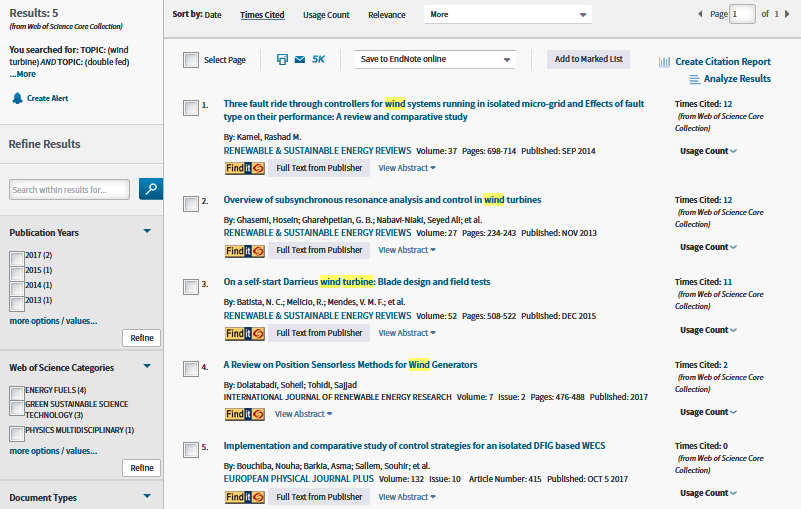 Results: 5
(from Web of Science Core Collection)
You searched for: TOPIC: (wind
turbine) AND TOPIC: (double fed)
...More
Create Alert
Refine Results
Search within results for...
Publication Years
2017 (2)
2015 (1)
2014 (1)
2013 (1)
more options / values...
Refine
Web of Science Categories
ENERGY FUELS (4)
GREEN SUSTAINABLE SCIENCE
TECHNOLOGY (3)
PHYSICS MULTIDISCIPLINARY (1)
more options / values...
Refine
Document Types
Sort by: Date Times Cited Usage Count Relevance More
Page 1 of 1
Select Page 5K Save to EndNote online Add to Marked List
Create Citation Report
Analyze Results
1. Three fault ride through controllers for wind systems running in isolated micro-grid and Effects of fault
type on their performance: A review and comparative study
By: Kamel, Rashad M.
RENEWABLE & SUSTAINABLE ENERGY REVIEWS Volume: 37 Pages: 698-714 Published: SEP 2014
Find it Full Text from Publisher View Abstract
Times Cited: 12
(from Web of Science Core
Collection)
Usage Count
2. Overview of subsynchronous resonance analysis and control in wind turbines
By: Ghasemi, Hosein; Gharehpetian, G. B.; Nabavi-Niaki, Seyed Ali; et al.
RENEWABLE & SUSTAINABLE ENERGY REVIEWS Volume: 27 Pages: 234-243 Published: NOV 2013
Find it Full Text from Publisher View Abstract
Times Cited: 12
(from Web of Science Core
Collection)
Usage Count
3. On a self-start Darrieus wind turbine: Blade design and field tests
By: Batista, N. C.; Melicio, R.; Mendes, V. M. F.; et al.
RENEWABLE & SUSTAINABLE ENERGY REVIEWS Volume: 52 Pages: 508-522 Published: DEC 2015
Find it Full Text from Publisher View Abstract
Times Cited: 11
(from Web of Science Core
Collection)
Usage Count
4. A Review on Position Sensorless Methods for Wind Generators
By: Dolatabadi, Soheil; Tohidi, Sajjad
INTERNATIONAL JOURNAL OF RENEWABLE ENERGY RESEARCH Volume: 7 Issue: 2 Pages: 476-488 Published: 2017
Find it View Abstract
Times Cited: 2
(from Web of Science Core
Collection)
Usage Count
5. Implementation and comparative study of control strategies for an isolated DFIG based WECS
By: Bouchiba, Nouha; Barkia, Asma; Sallem, Souhir; et al.
EUROPEAN PHYSICAL JOURNAL PLUS Volume: 132 Issue: 10 Article Number: 415 Published: OCT 5 2017
Find it Full Text from Publisher View Abstract
Times Cited: 0
(from Web of Science Core
Collection)
Usage Count